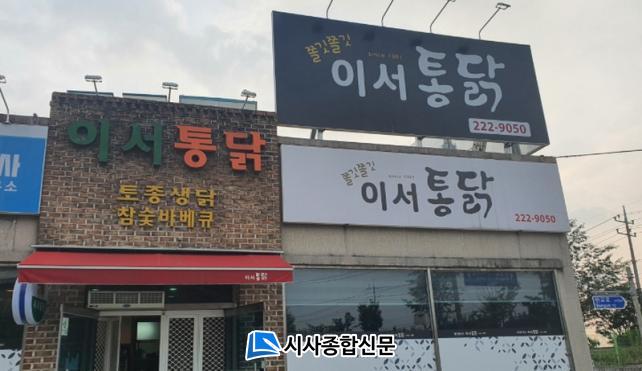 쫄깃쫄깃
since 1981
이서통닭
222-9050
쫄깃쫄깃
이서통닭
222-9050
이서통닭
토종생닭
참숯바베큐
이서통닭
시사종합신문